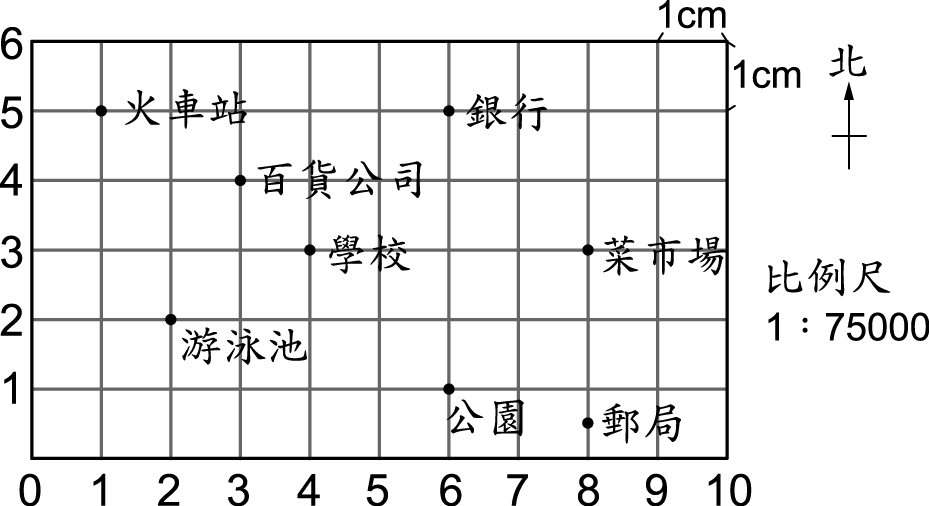 1cm
6
1cm
北
5
火車站
銀行
4
百貨公司
3
學校
菜市場
比例尺
1：75000
2
游泳池
1
公園
郵局
0 1 2 3 4 5 6 7 8 9 10